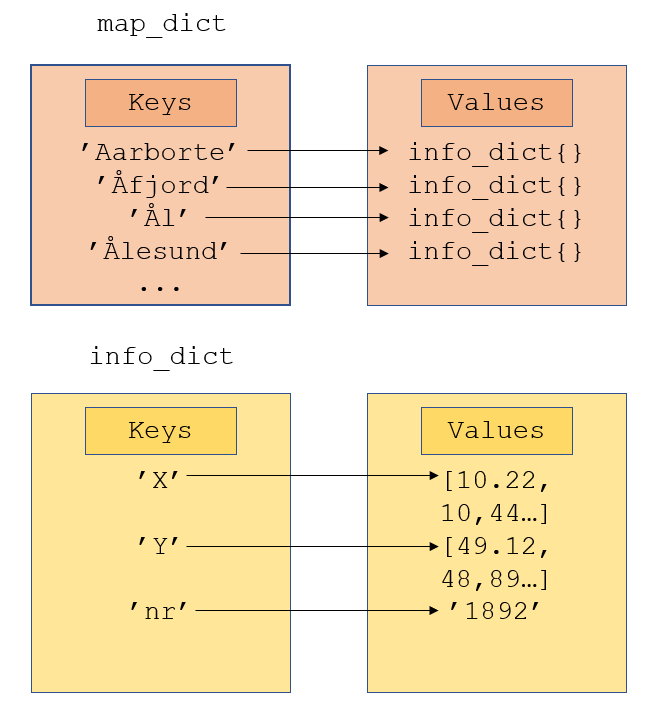 map_dict
Keys
Values
’Aarborte’ info_dict{}
’Åfjord’ info_dict{}
’Ål’ info_dict{}
’Ålesund’ info_dict{}
...
info_dict
Keys
Values
’X’ [10.22,
10,44…]
’Y’ [49.12,
48,89…]
’nr’ ’1892’